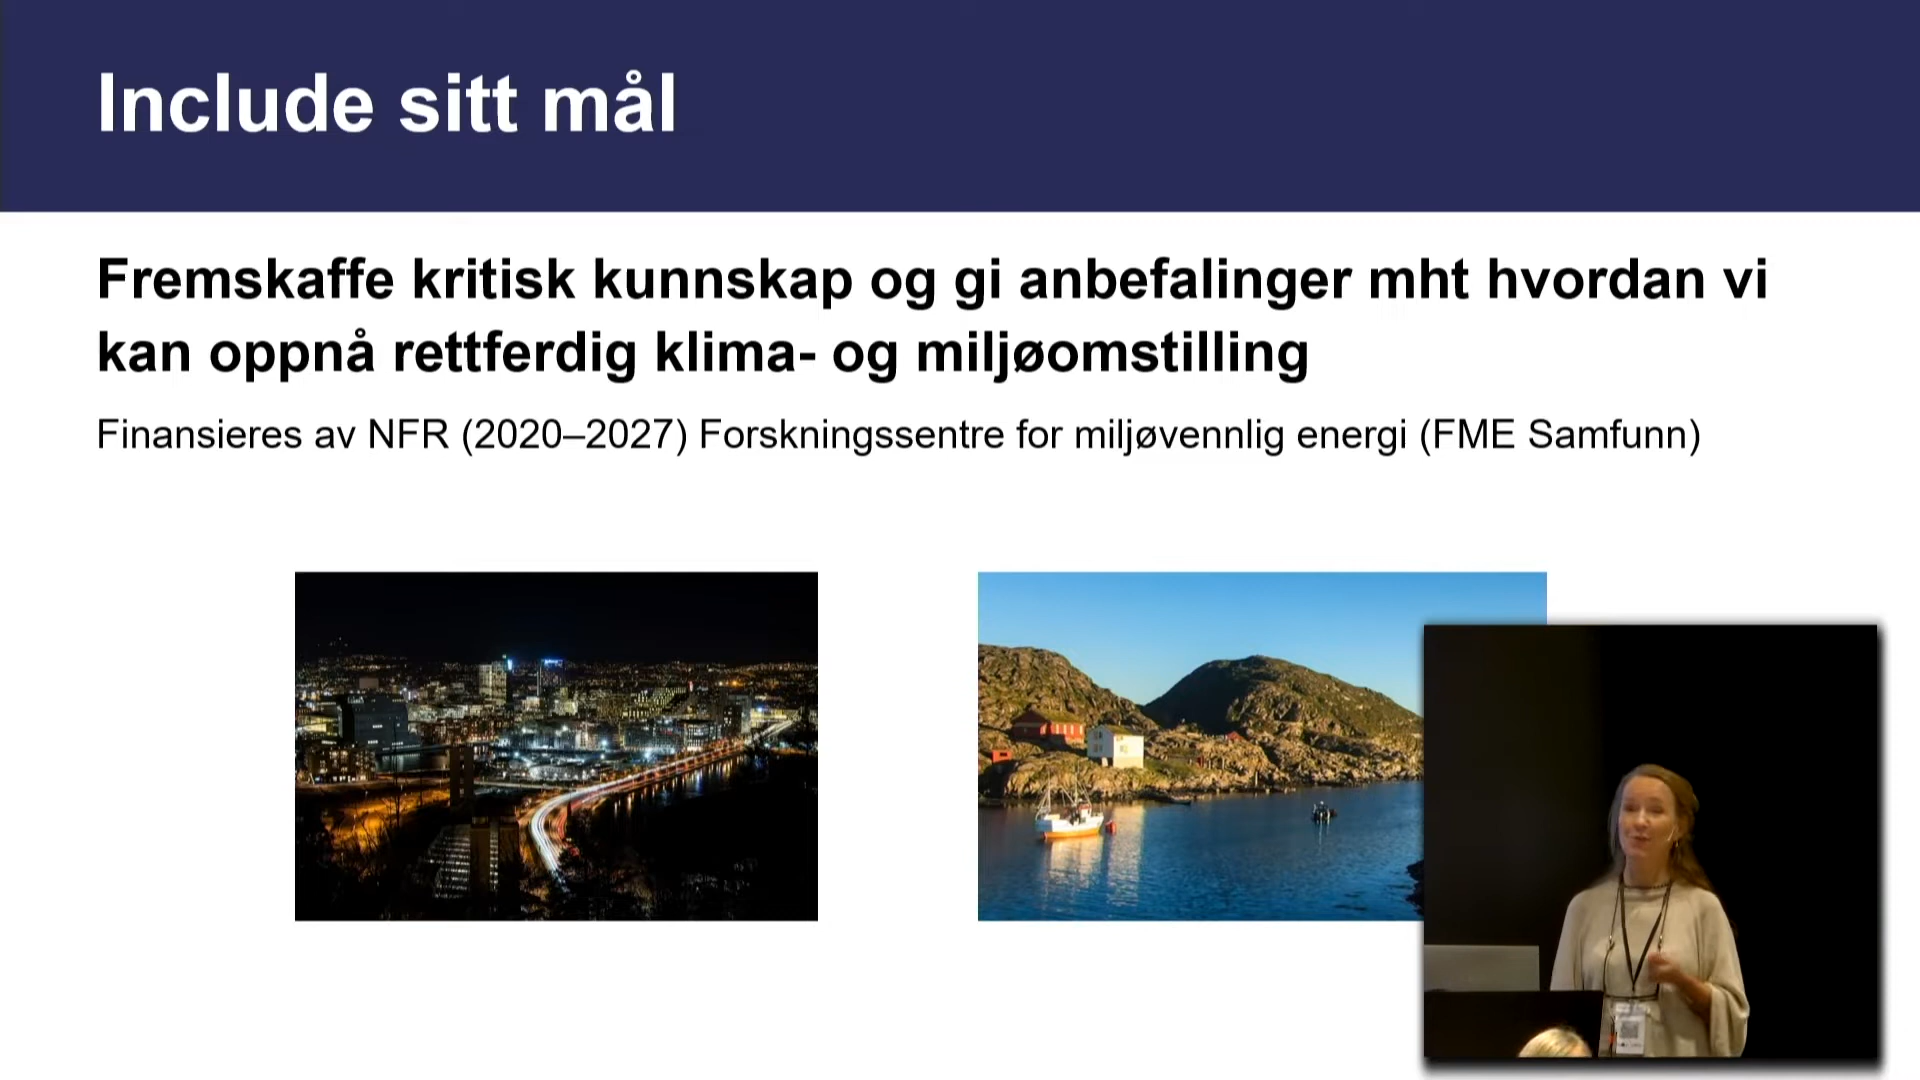 Include sitt mål
Fremskaffe kritisk kunnskap og gi anbefalinger mht hvordan vi
kan oppnå rettferdig klima- og miljøomstilling
Finansieres av NFR (2020–2027) Forskningssentre for miljøvennlig energi (FME Samfunn)